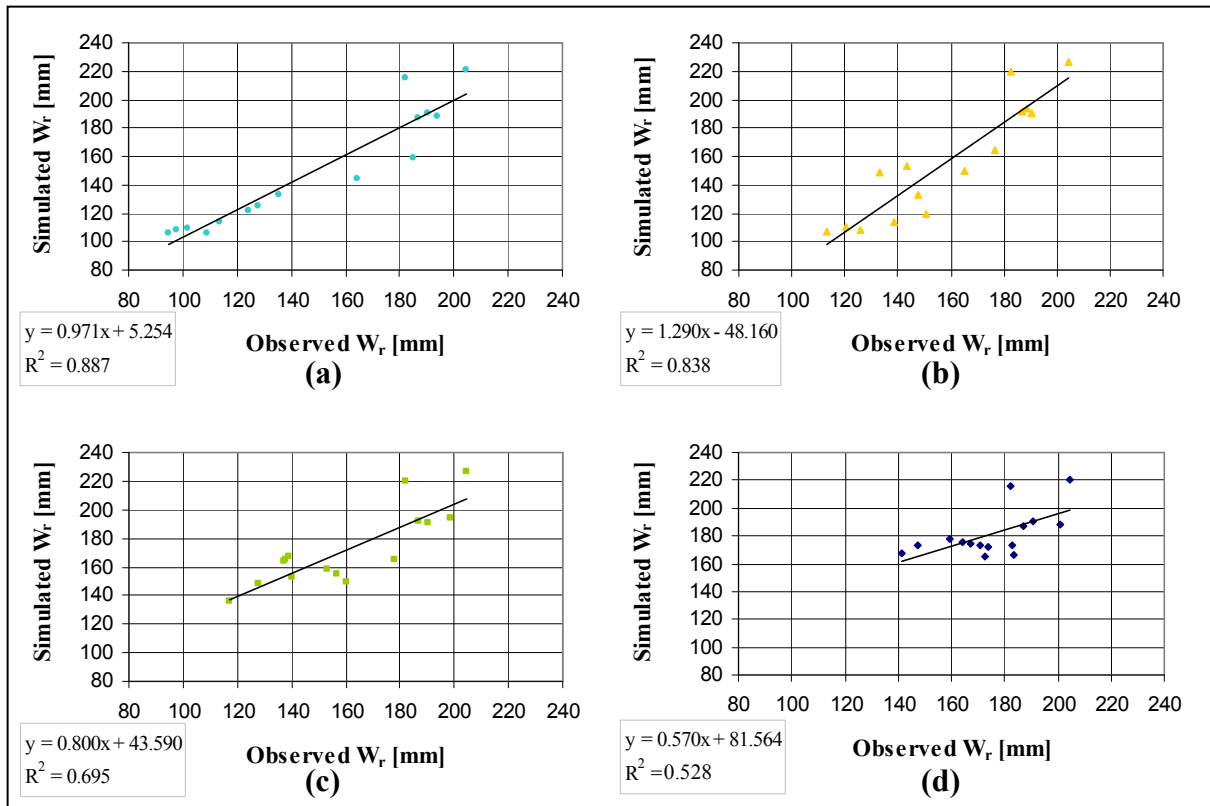 240
220
200
180
160
140
120
100
80
Simulated Wr [mm]
80 100 120 140 160 180 200 220 240
Observed Wr [mm]
y = 0.971x + 5.254
R2 = 0.887
(a)
240
220
200
180
160
140
120
100
80
Simulated Wr [mm]
80 100 120 140 160 180 200 220 240
Observed Wr [mm]
y = 1.290x - 48.160
R2 = 0.838
(b)
240
220
200
180
160
140
120
100
80
Simulated Wr [mm]
80 100 120 140 160 180 200 220 240
Observed Wr [mm]
y = 0.800x + 43.590
R2 = 0.695
(c)
240
220
200
180
160
140
120
100
80
Simulated Wr [mm]
80 100 120 140 160 180 200 220 240
Observed Wr [mm]
y = 0.570x + 81.564
R2 = 0.528
(d)